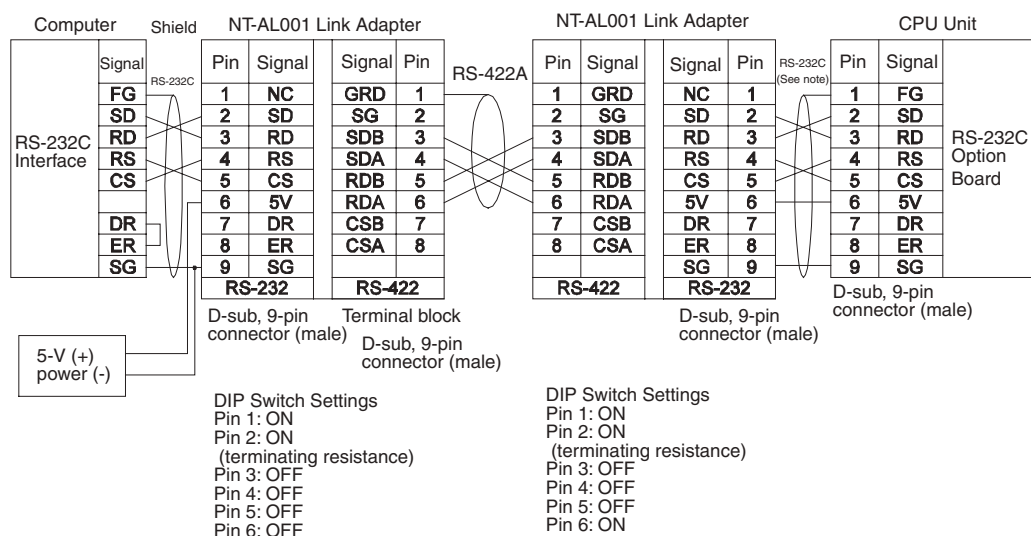 Computer Shield NT-AL001 Link Adapter NT-AL001 Link Adapter CPU Unit
Signal RS-232C Pin Signal Signal Pin RS-422A Pin Signal Signal Pin RS-232C (See note) Pin Signal
FG 1 NC GRD 1 1 GRD NC 1 1 FG
SD 2 SD SG 2 2 SG SD 2 2 SD
RS-232C RD 3 RD SDB 3 3 SDB RD 3 3 RD RS-232C
Interface RS 4 RS SDA 4 4 SDA RS 4 4 RS Option
CS 5 CS RDB 5 5 RDB CS 5 5 CS Board
6 5V RDA 6 6 RDA 5V 6 6 5V
DR 7 DR CSB 7 7 CSB DR 7 7 DR
ER 8 ER CSA 8 8 CSA ER 8 8 ER
SG 9 SG SG 9 9 SG
RS-232 RS-422 RS-422 RS-232
D-sub, 9-pin
connector (male)
Terminal block
D-sub, 9-pin
connector (male)
D-sub, 9-pin
connector (male)
D-sub, 9-pin
connector (male)
5-V (+)
power (-)
DIP Switch Settings
Pin 1: ON
Pin 2: ON
(terminating resistance)
Pin 3: OFF
Pin 4: OFF
Pin 5: OFF
Pin 6: OFF
DIP Switch Settings
Pin 1: ON
Pin 2: ON
(terminating resistance)
Pin 3: OFF
Pin 4: OFF
Pin 5: OFF
Pin 6: ON